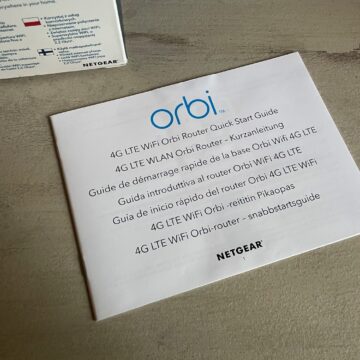 Korzystaj z usług
NETGEAR
orbi™
4G LTE WiFi Orbi Router Quick Start Guide
4G LTE WLAN Orbi Router – Kurzanleitung
Guide de démarrage rapide de la base Orbi Wifi 4G LTE
Guida introduttiva al router Orbi WiFi 4G LTE
Guía de inicio rápido del router Orbi 4G LTE WiFi
4G LTE WiFi Orbi -reititin Pikaopas
4G LTE WiFi Orbi-router – snabbstartsguide
NETGEAR